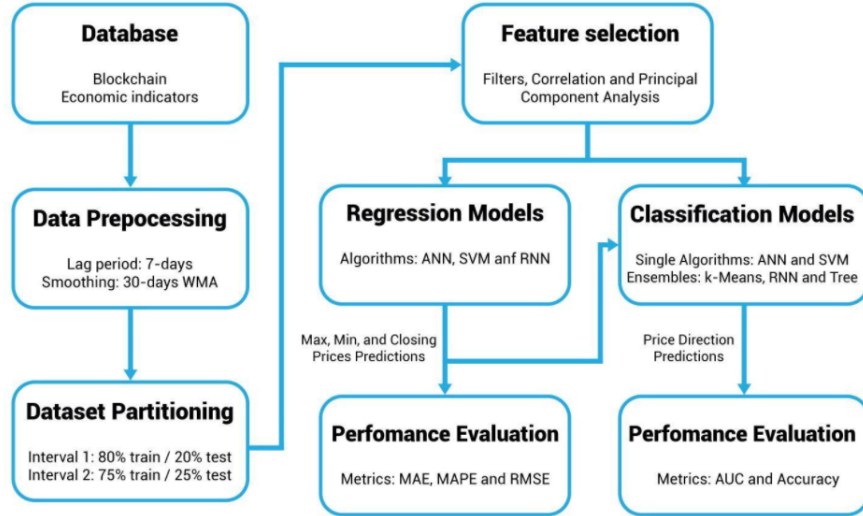 Database
Blockchain
Economic indicators
Data Prepocessing
Lag period: 7-days
Smoothing: 30-days WMA
Dataset Partitioning
Interval 1: 80% train / 20% test
Interval 2: 75% train / 25% test
Feature selection
Filters, Correlation and Principal
Component Analysis
Regression Models
Algorithms: ANN, SVM anf RNN
Max, Min, and Closing
Prices Predictions
Perfomance Evaluation
Metrics: MAE, MAPE and RMSE
Classification Models
Single Algorithms: ANN and SVM
Ensembles: k-Means, RNN and Tree
Price Direction
Predictions
Perfomance Evaluation
Metrics: AUC and Accuracy